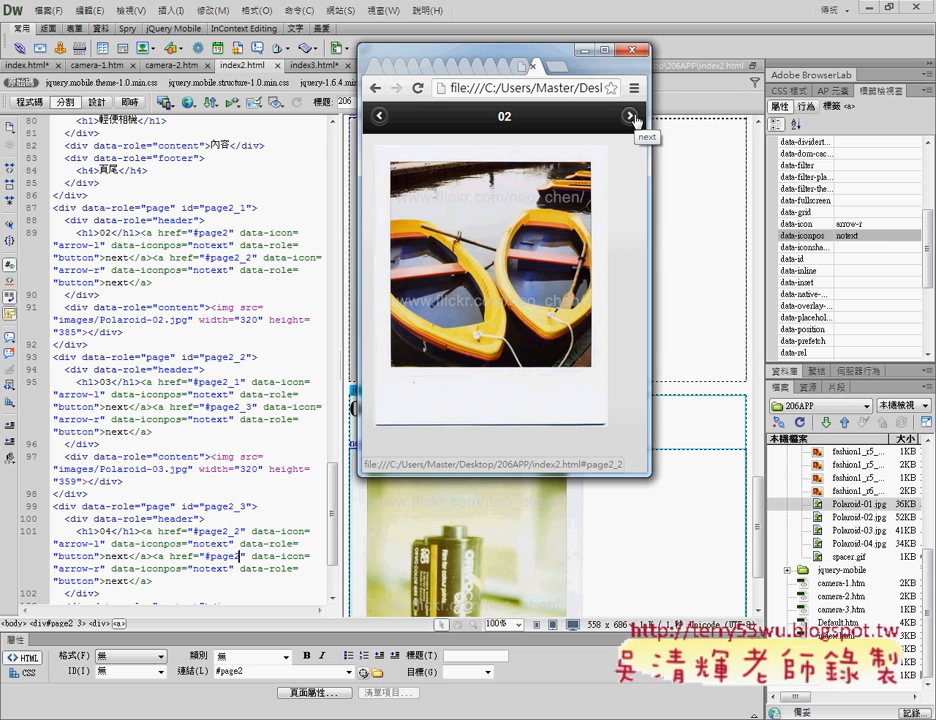 Dw 檔案(F) 編輯(E) 檢視(V) 插入(I) 修改(M) 格式(O) 命令(C) 網站(S) 視窗(W) 說明(H) 傳統
常用 版面 表單 資料 Spry jQuery Mobile InContext Editing 文字 最愛
index.html* camera-1.htm camera-2.htm index2.html index3.html*
原始碼 jquery.mobile.theme-1.0.min.css jquery.mobile.structure-1.0.min.css jquery-1.6.4.min
206APP\index2.html
程式碼 分割 設計 即時 標題: 206
80 <h1>輕便相機</h1>
81 </div>
82 <div data-role="content">內容</div>
83 <div data-role="footer">
84 <h4>頁尾</h4>
85 </div>
86 </div>
87 <div data-role="page" id="page2_1">
88 <div data-role="header">
89 <h1>02</h1><a href="#page2" data-icon=
"arrow-l" data-iconpos="notext" data-role=
"button">next</a><a href="#page2_2" data-icon=
"arrow-r" data-iconpos="notext" data-role=
"button">next</a>
90 </div>
91 <div data-role="content"><img src=
"images/Polaroid-02.jpg" width="320" height=
"385"></div>
92 </div>
93 <div data-role="page" id="page2_2">
94 <div data-role="header">
95 <h1>03</h1><a href="#page2_1" data-icon=
"arrow-l" data-iconpos="notext" data-role=
"button">next</a><a href="#page2_3" data-icon=
"arrow-r" data-iconpos="notext" data-role=
"button">next</a>
96 </div>
97 <div data-role="content"><img src=
"images/Polaroid-03.jpg" width="320" height=
"359"></div>
98 </div>
99 <div data-role="page" id="page2_3">
100 <div data-role="header">
101 <h1>04</h1><a href="#page2_2" data-icon=
"arrow-l" data-iconpos="notext" data-role=
"button">next</a><a href="#page2" data-icon=
"arrow-r" data-iconpos="notext" data-role=
"button">next</a>
102 </div>
file:///C:/Users/Master/Desl
02
next
www.flickr.com/neo_chen/
www.flickr.com/neo_chen/
file:///C:/Users/Master/Desktop/206APP/index2.html#page2_2
Adobe BrowserLab
CSS 樣式 AP 元素 標籤檢視窗
屬性 行為 標籤 <a>
data-dividert...
data-dom-cac...
data-filter
data-filter-pla...
data-filter-the...
data-fullscreen
data-grid
data-icon arrow-r
data-iconpos notext
data-iconsha...
data-id
data-inline
data-inset
data-native-...
data-overlay-...
data-placehol...
data-position
data-prefetch
data-rel
資料庫 繫結 伺服器行為
檔案 資源 片段
206APP 本機檢視
本機檔案 大小
fashion1_r5_... 2KB
fashion1_r5_... 1KB
fashion1_r5_... 1KB
fashion1_r6_... 1KB
Polaroid-01.jpg 36KB
Polaroid-02.jpg 52KB
Polaroid-03.jpg 41KB
Polaroid-04.jpg 34KB
spacer.gif 1KB
jquery-mobile
camera-1.htm 2KB
camera-2.htm 1KB
camera-3.htm 1KB
Default.htm
<body> <div#page2_3> <div> <a> 100% 558 x 686
屬性
HTML 格式(F) 無 類別 無 B I 標題(T)
CSS ID(I) 無 連結(L) #page2 目標(G)
頁面屬性... 清單項目...
http://terry55wu.blogspot.tw
吳清輝老師錄製
備妥 記錄...